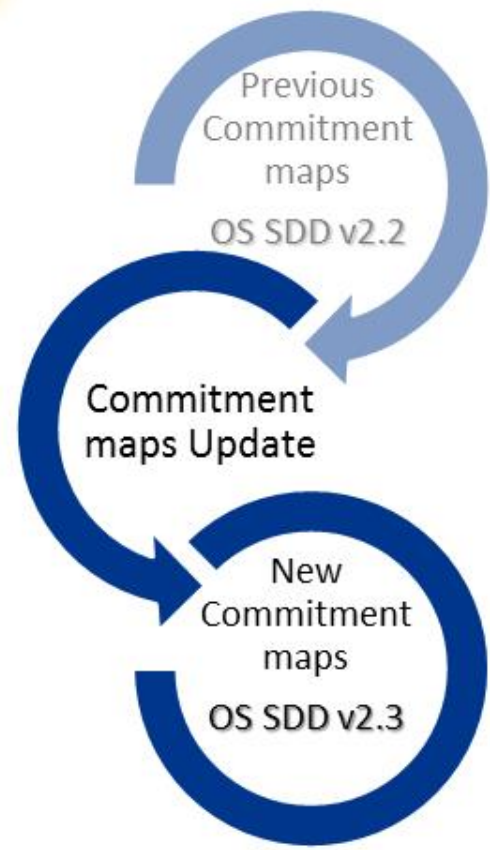 Previous
Commitment
maps
OS SDD v2.2
Commitment
maps Update
New
Commitment
maps
OS SDD v2.3